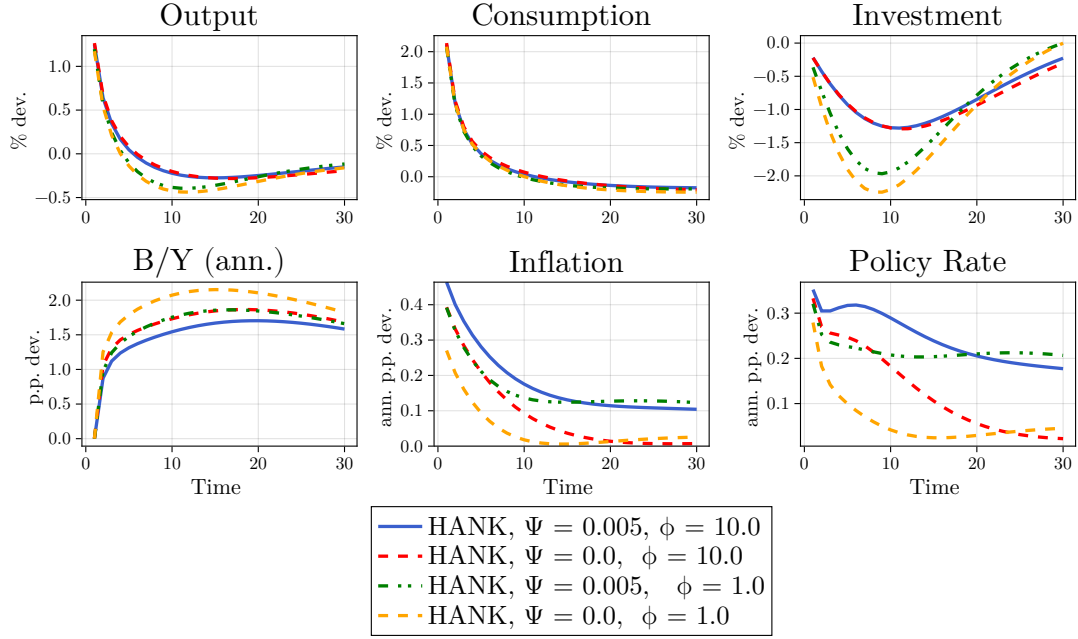 Output
% dev.
1.0
0.5
0.0
−0.5
0
10
20
30
Consumption
% dev.
2.0
1.5
1.0
0.5
0.0
0
10
20
30
Investment
% dev.
0.0
−0.5
−1.0
−1.5
−2.0
0
10
20
30
B/Y (ann.)
p.p. dev.
2.0
1.5
1.0
0.5
0.0
0
10
20
30
Time
Inflation
ann. p.p. dev.
0.4
0.3
0.2
0.1
0.0
0
10
20
30
Time
Policy Rate
ann. p.p. dev.
0.3
0.2
0.1
0
10
20
30
Time
HANK, Ψ = 0.005, ϕ = 10.0
HANK, Ψ = 0.0, ϕ = 10.0
HANK, Ψ = 0.005, ϕ = 1.0
HANK, Ψ = 0.0, ϕ = 1.0